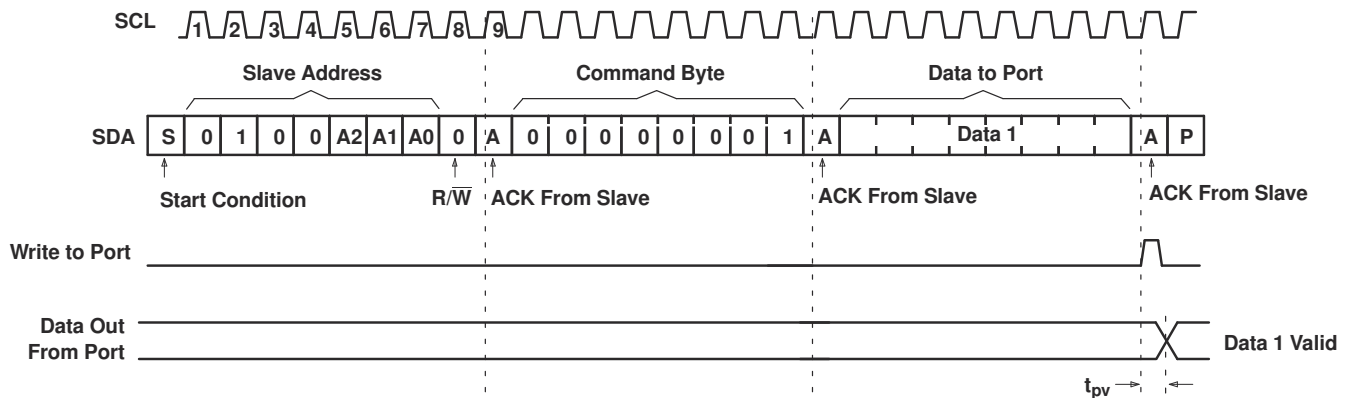 SCL 1 2 3 4 5 6 7 8 9
Slave Address Command Byte Data to Port
SDA S 0 1 0 0 A2 A1 A0 0 A 0 0 0 0 0 0 0 1 A Data 1 A P
Start Condition R/W̅ ACK From Slave ACK From Slave ACK From Slave
Write to Port
Data Out
From Port
Data 1 Valid
tpv